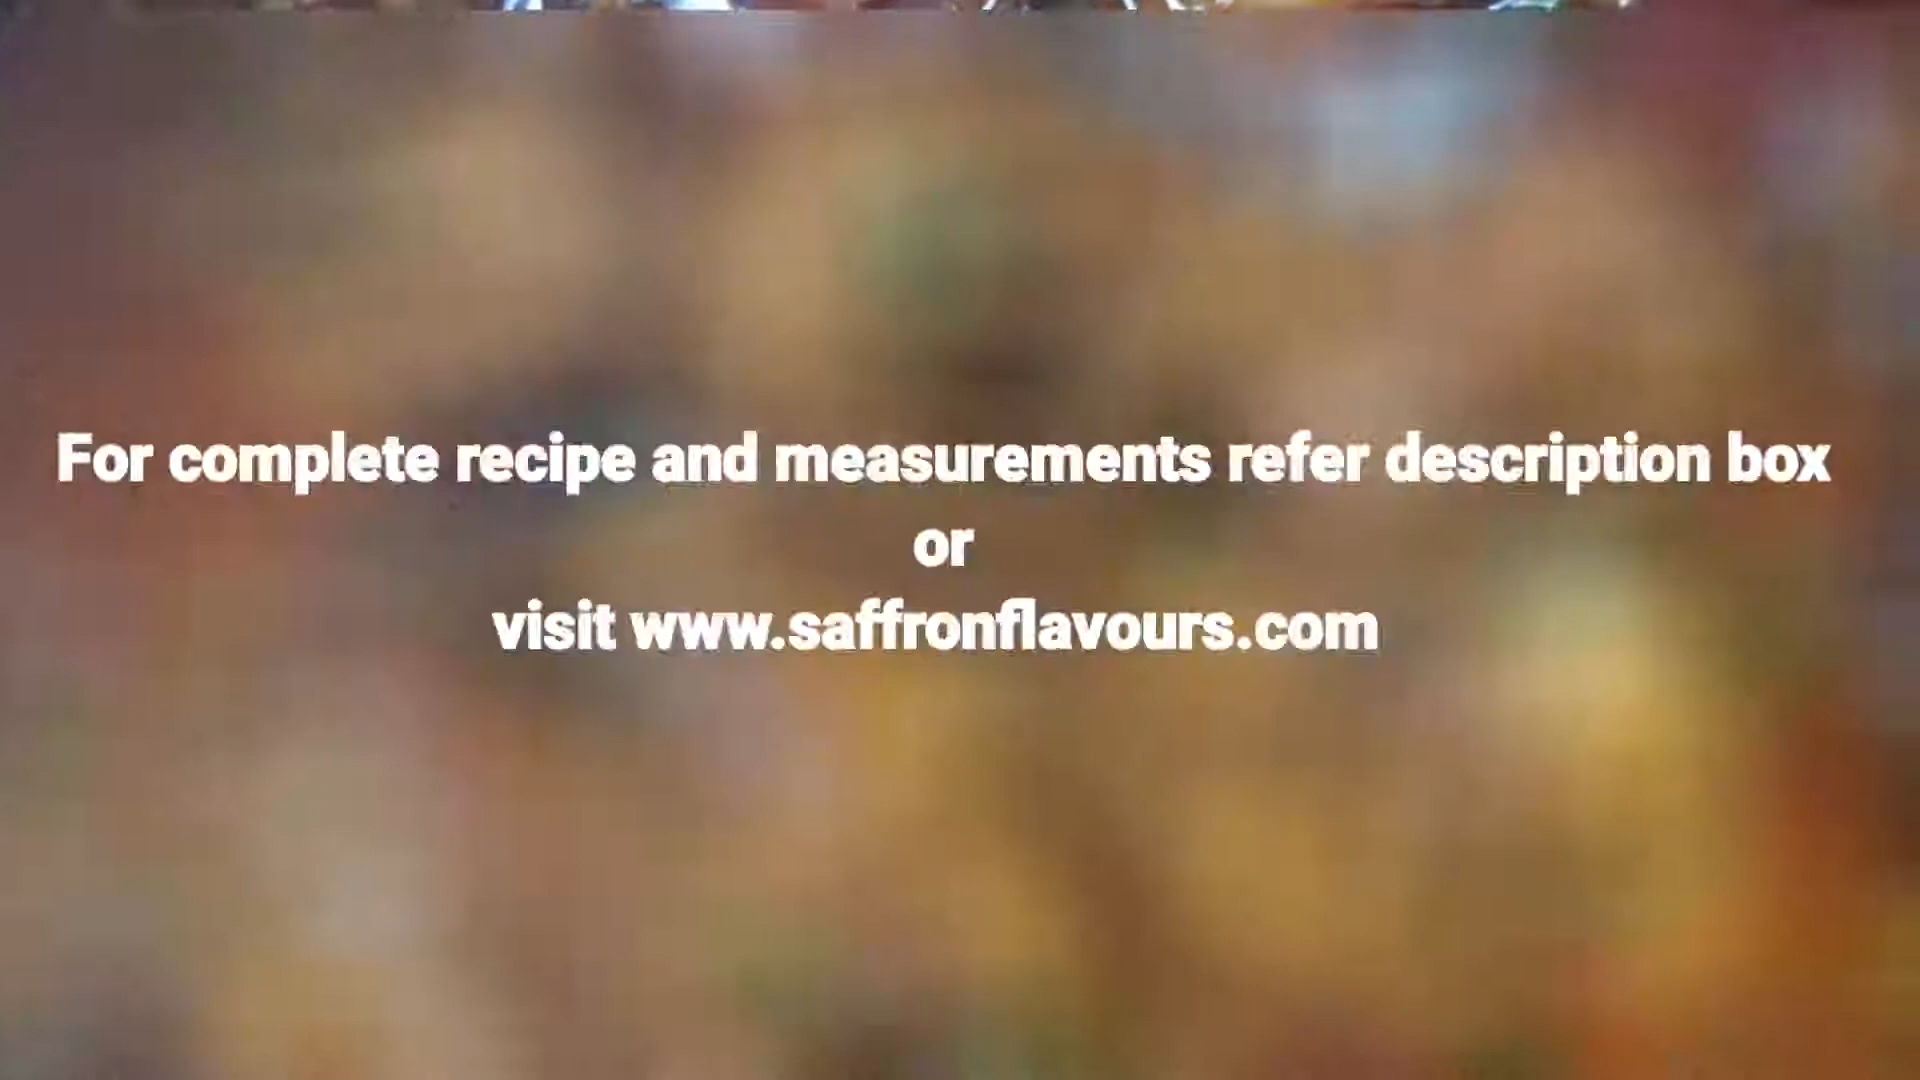 For complete recipe and measurements refer description box
or
visit www.saffronflavours.com